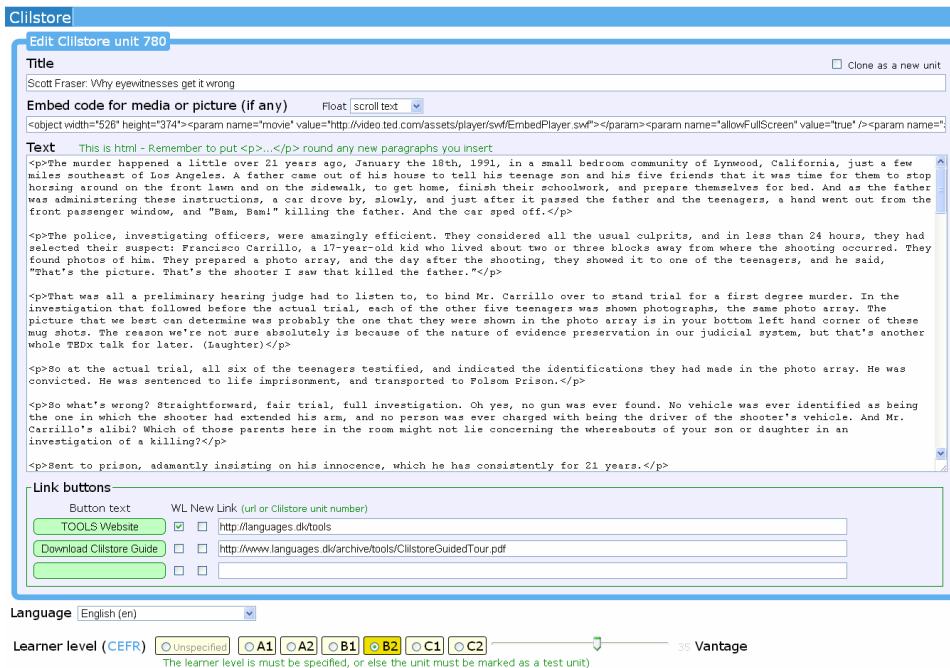 Clilstore
Edit Clilstore unit 780
Title
Clone as a new unit
Scott Fraser: Why eyewitnesses get it wrong
Embed code for media or picture (if any) Float scroll text
<object width="526" height="374"><param name="movie" value="http://video.ted.com/assets/player/swf/EmbedPlayer.swf"></param><param name="allowFullScreen" value="true" /><param name=":
Text This is html - Remember to put <p>...</p> round any new paragraphs you insert
<p>The murder happened a little over 21 years ago, January the 18th, 1991, in a small bedroom community of Lynwood, California, just a few
miles southeast of Los Angeles. A father came out of his house to tell his teenage son and his five friends that it was time for them to stop
horsing around on the front lawn and on the sidewalk, to get home, finish their schoolwork, and prepare themselves for bed. And as the father
was administering these instructions, a car drove by, slowly, and just after it passed the father and the teenagers, a hand went out from the
front passenger window, and "Bam, Bam!" killing the father. And the car sped off.</p>
<p>The police, investigating officers, were amazingly efficient. They considered all the usual culprits, and in less than 24 hours, they had
selected their suspect: Francisco Carrillo, a 17-year-old kid who lived about two or three blocks away from where the shooting occurred. They
found photos of him. They prepared a photo array, and the day after the shooting, they showed it to one of the teenagers, and he said,
"That's the picture. That's the shooter I saw that killed the father."</p>
<p>That was all a preliminary hearing judge had to listen to, to bind Mr. Carrillo over to stand trial for a first degree murder. In the
investigation that followed before the actual trial, each of the other five teenagers was shown photographs, the same photo array. The
picture that we best can determine was probably the one that they were shown in the photo array is in your bottom left hand corner of these
mug shots. The reason we're not sure absolutely is because of the nature of evidence preservation in our judicial system, but that's another
whole TEDx talk for later. (Laughter)</p>
<p>So at the actual trial, all six of the teenagers testified, and indicated the identifications they had made in the photo array. He was
convicted. He was sentenced to life imprisonment, and transported to Folsom Prison.</p>
<p>So what's wrong? Straightforward, fair trial, full investigation. Oh yes, no gun was ever found. No vehicle was ever identified as being
the one in which the shooter had extended his arm, and no person was ever charged with being the driver of the shooter's vehicle. And Mr.
Carrillo's alibi? Which of those parents here in the room might not lie concerning the whereabouts of your son or daughter in an
investigation of a killing?</p>
<p>Sent to prison, adamantly insisting on his innocence, which he has consistently for 21 years.</p>
Link buttons
Button text WL New Link (url or Clilstore unit number)
TOOLS Website http://languages.dk/tools
Download Clilstore Guide http://www.languages.dk/archive/tools/ClilstoreGuidedTour.pdf
Language English (en)
Learner level (CEFR) Unspecified A1 A2 B1 B2 C1 C2 35 Vantage
The learner level is must be specified, or else the unit must be marked as a test unit)